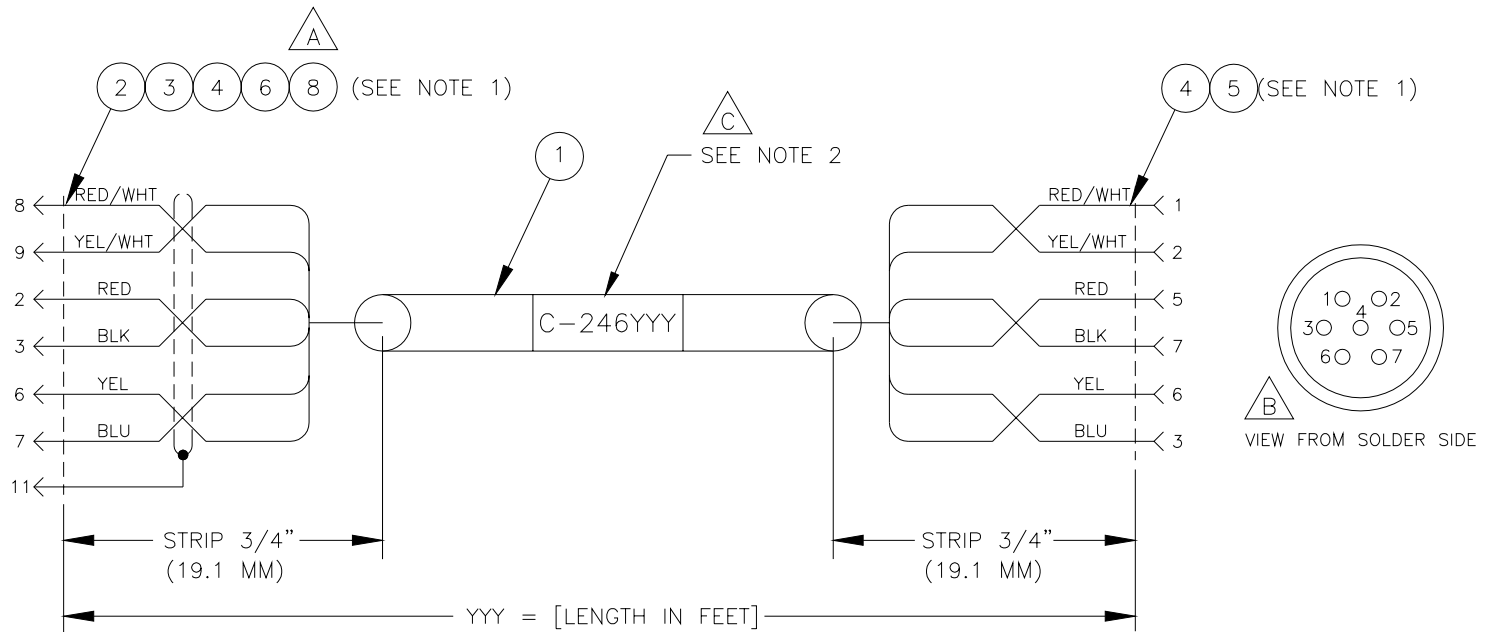 A
2 3 4 6 8 (SEE NOTE 1)
4 5 (SEE NOTE 1)
C
SEE NOTE 2
1
8 RED/WHT
9 YEL/WHT
2 RED
3 BLK
6 YEL
7 BLU
11
C-246YYY
RED/WHT 1
YEL/WHT 2
RED 5
BLK 7
YEL 6
BLU 3
1 2
4
3 5
6 7
B
VIEW FROM SOLDER SIDE
STRIP 3/4"
(19.1 MM)
STRIP 3/4"
(19.1 MM)
YYY = [LENGTH IN FEET]